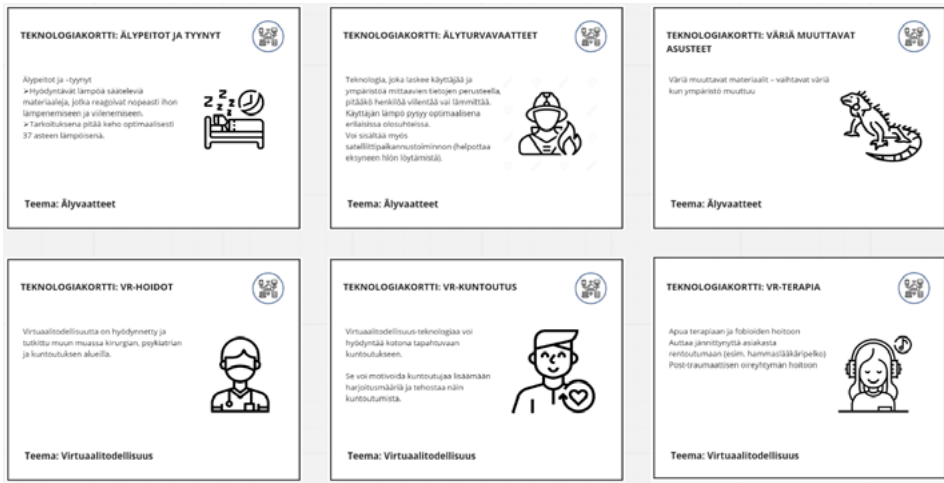 TEKNOLOGIAKORTTI: ÄLYPEITOT JA TYYNYT
Älypeitot ja -tyynyt
➢Hyödyntävät lämpöä sääteleviä
materiaaleja, jotka reagoivat nopeasti ihon
lämpenemiseen ja viilenemiseen.
➢Tarkoituksena pitää keho optimaalisesti
37 asteen lämpöisenä.
Teema: Älyvaatteet
TEKNOLOGIAKORTTI: ÄLYTURVAVAATTEET
Teknologia, joka laskee käyttäjää ja
ympäristöä mittaavien tietojen perusteella,
pitääkö henkilöä viilentää vai lämmittää.
Käyttäjän lämpö pysyy optimaalisena
erilaisissa olosuhteissa.
Voi sisältää myös
satelliittipaikannustoiminnon (helpottaa
eksyneen hlön löytämistä).
Teema: Älyvaatteet
TEKNOLOGIAKORTTI: VÄRIÄ MUUTTAVAT
ASUSTEET
Väriä muuttavat materiaalit – vaihtavat väriä
kun ympäristö muuttuu
Teema: Älyvaatteet
TEKNOLOGIAKORTTI: VR-HOIDOT
Virtuaalitodellisuutta on hyödynnetty ja
tutkittu muun muassa kirurgian, psykiatrian
ja kuntoutuksen alueilla.
Teema: Virtuaalitodellisuus
TEKNOLOGIAKORTTI: VR-KUNTOUTUS
Virtuaalitodellisuus-teknologiaa voi
hyödyntää kotona tapahtuvaan
kuntoutukseen.
Se voi motivoida kuntoutujaa lisäämään
harjoitusmääriä ja tehostaa näin
kuntoutumista.
Teema: Virtuaalitodellisuus
TEKNOLOGIAKORTTI: VR-TERAPIA
Apua terapiaan ja fobioiden hoitoon
Auttaa jännittynyttä asiakasta
rentoutumaan (esim. hammaslääkäripelko)
Post-traumaattisen oireyhtymän hoitoon
Teema: Virtuaalitodellisuus